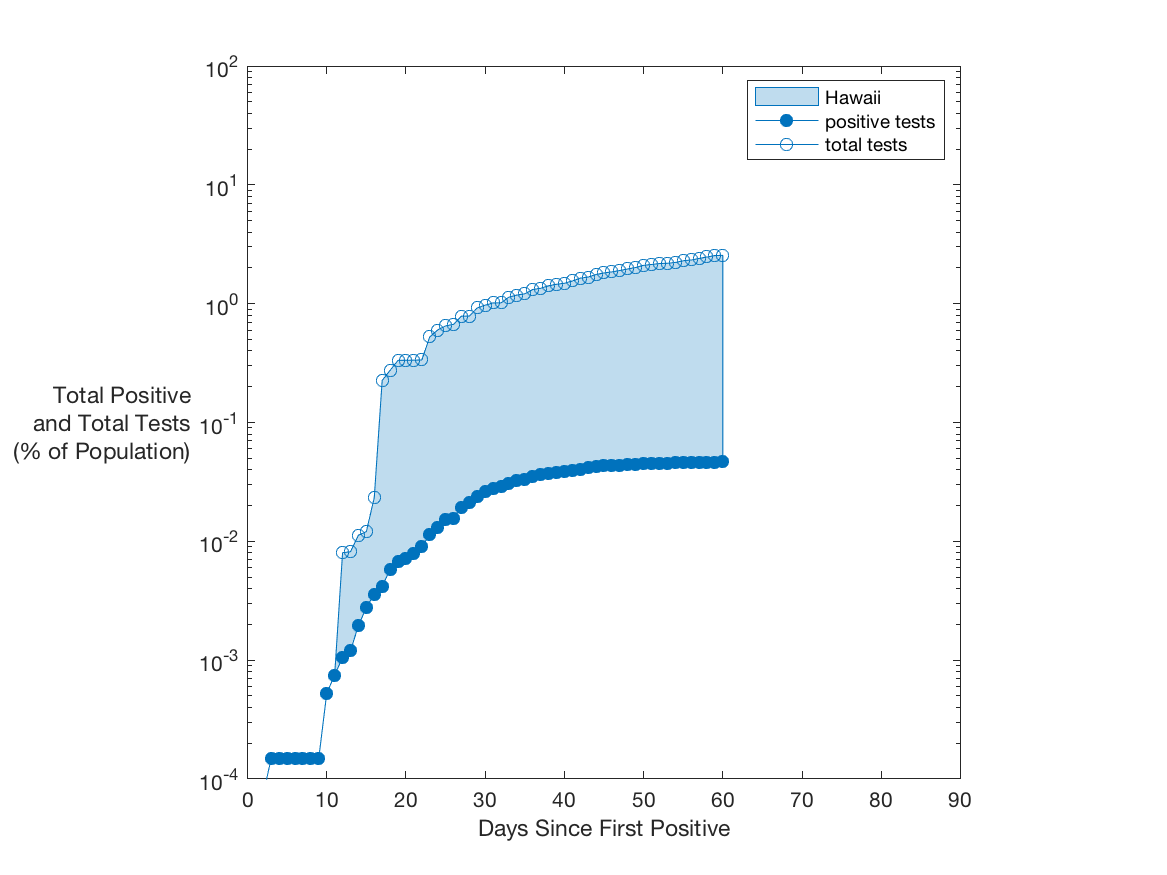 10^2
10^1
10^0
10^-1
10^-2
10^-3
10^-4
Total Positive
and Total Tests
(% of Population)
Hawaii
positive tests
total tests
0 10 20 30 40 50 60 70 80 90
Days Since First Positive